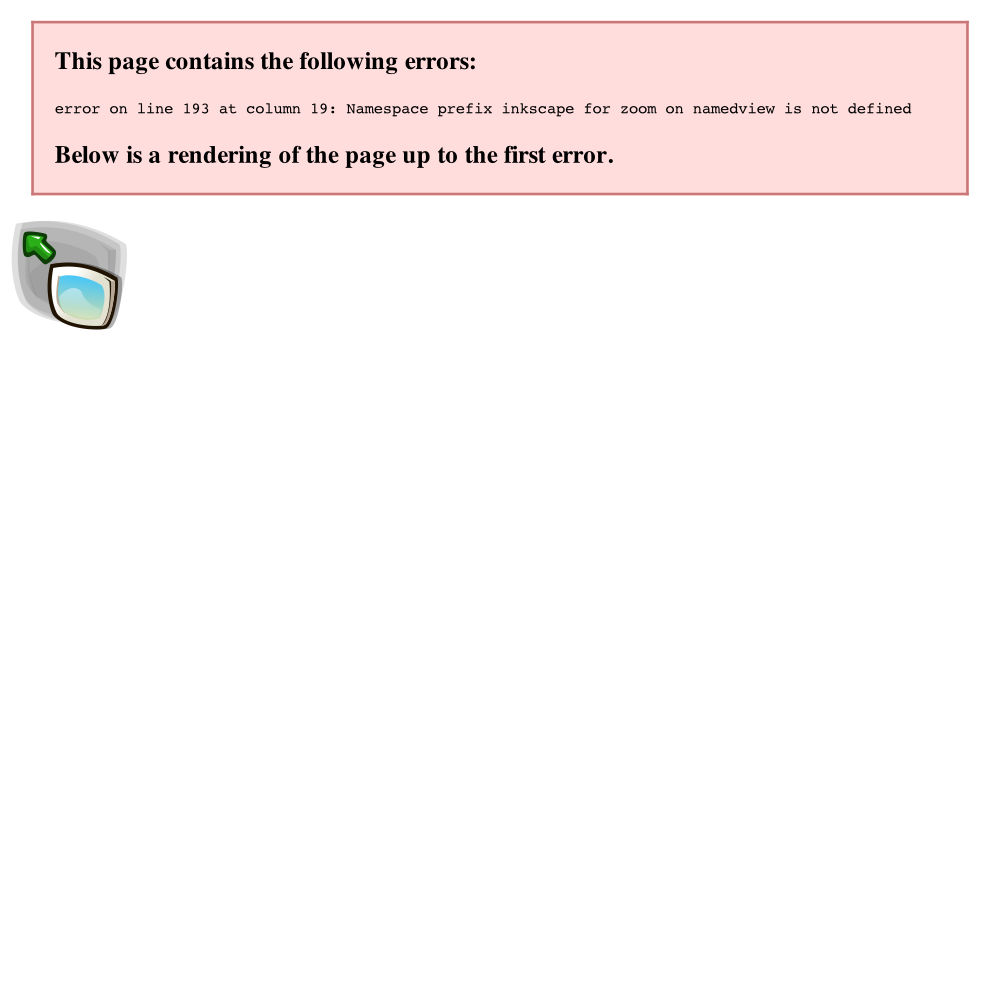 This page contains the following errors:
error on line 193 at column 19: Namespace prefix inkscape for zoom on namedview is not defined
Below is a rendering of the page up to the first error.